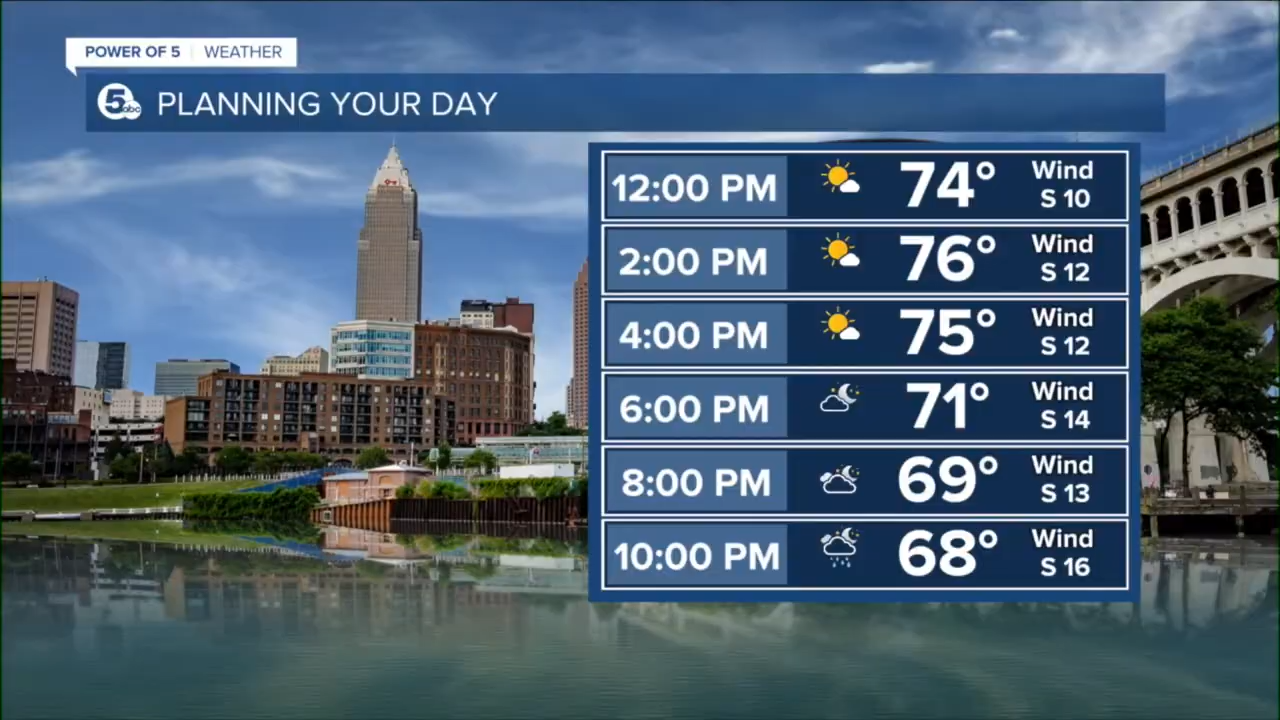 POWER OF 5 | WEATHER
5abc PLANNING YOUR DAY
12:00 PM 74° Wind S 10
2:00 PM 76° Wind S 12
4:00 PM 75° Wind S 12
6:00 PM 71° Wind S 14
8:00 PM 69° Wind S 13
10:00 PM 68° Wind S 16